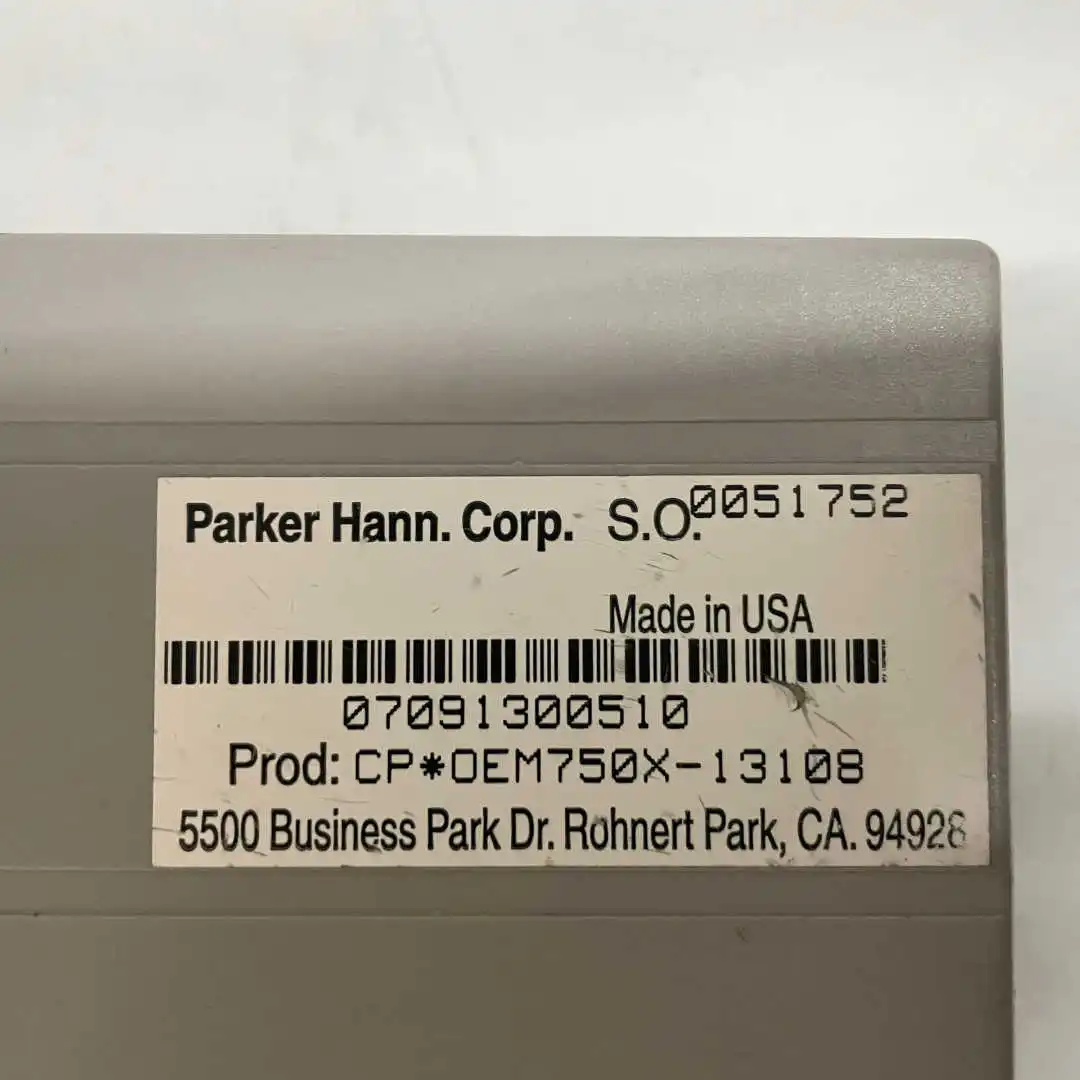 Parker Hann. Corp. S.O. 0051752
Made in USA
07091300510
Prod: CP*OEM750X-13108
5500 Business Park Dr. Rohnert Park, CA. 94928